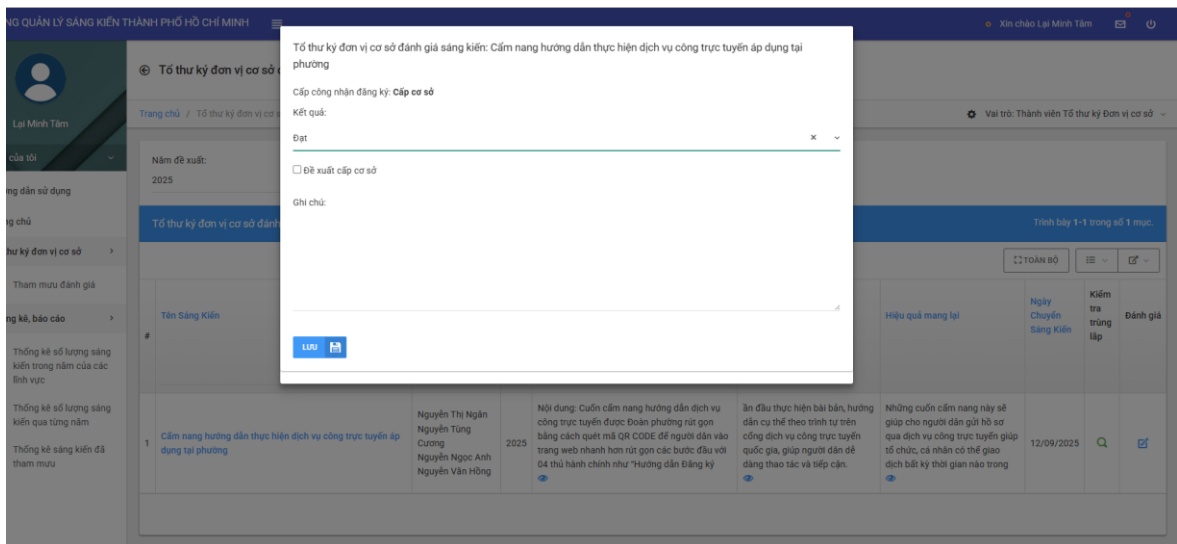 NG QUẢN LÝ SÁNG KIẾN THÀNH PHỐ HỒ CHÍ MINH
Xin chào Lại Minh Tâm
Tổ thư ký đơn vị cơ sở đánh giá sáng kiến: Cẩm nang hướng dẫn thực hiện dịch vụ công trực tuyến áp dụng tại
phường
Cấp công nhận đăng ký: Cấp cơ sở
Kết quả:
Đạt
Đề xuất cấp cơ sở
Ghi chú:
LƯU
Lại Minh Tâm
của tôi
ng dẫn sử dụng
ng chủ
hư ký đơn vị cơ sở
Tham mưu đánh giá
ng kê, báo cáo
Thống kê số lượng sáng
kiến trong năm của các
lĩnh vực
Thống kê số lượng sáng
kiến qua từng năm
Thống kê sáng kiến đã
tham mưu
Tổ thư ký đơn vị cơ sở
Trang chủ / Tổ thư ký đơn vị cơ s
Vai trò: Thành viên Tổ thư ký Đơn vị cơ sở
Năm đề xuất:
2025
Tổ thư ký đơn vị cơ sở đánh
Trình bày 1-1 trong số 1 mục.
TOÀN BỘ
#
Tên Sáng Kiến
Hiệu quả mang lại
Ngày
Chuyển
Sáng Kiến
Kiểm
tra
trùng
lắp
Đánh giá
1
Cẩm nang hướng dẫn thực hiện dịch vụ công trực tuyến áp
dụng tại phường
Nguyễn Thị Ngân
Nguyễn Tùng
Cương
Nguyễn Ngọc Anh
Nguyễn Văn Hồng
2025
Nội dung: Cuốn cẩm nang hướng dẫn dịch vụ
công trực tuyến được Đoàn phường rút gọn
bằng cách quét mã QR CODE để người dân vào
trang web nhanh hơn rút gọn các bước đầu với
04 thủ hành chính như "Hướng dẫn Đăng ký
ần đầu thực hiện bài bản, hướng
dẫn cụ thể theo trình tự trên
cổng dịch vụ công trực tuyến
quốc gia, giúp người dân dễ
dàng thao tác và tiếp cận.
Những cuốn cẩm nang này sẽ
giúp cho người dân gửi hồ sơ
qua dịch vụ công trực tuyến giúp
tổ chức, cá nhân có thể giao
dịch bất kỳ thời gian nào trong
12/09/2025